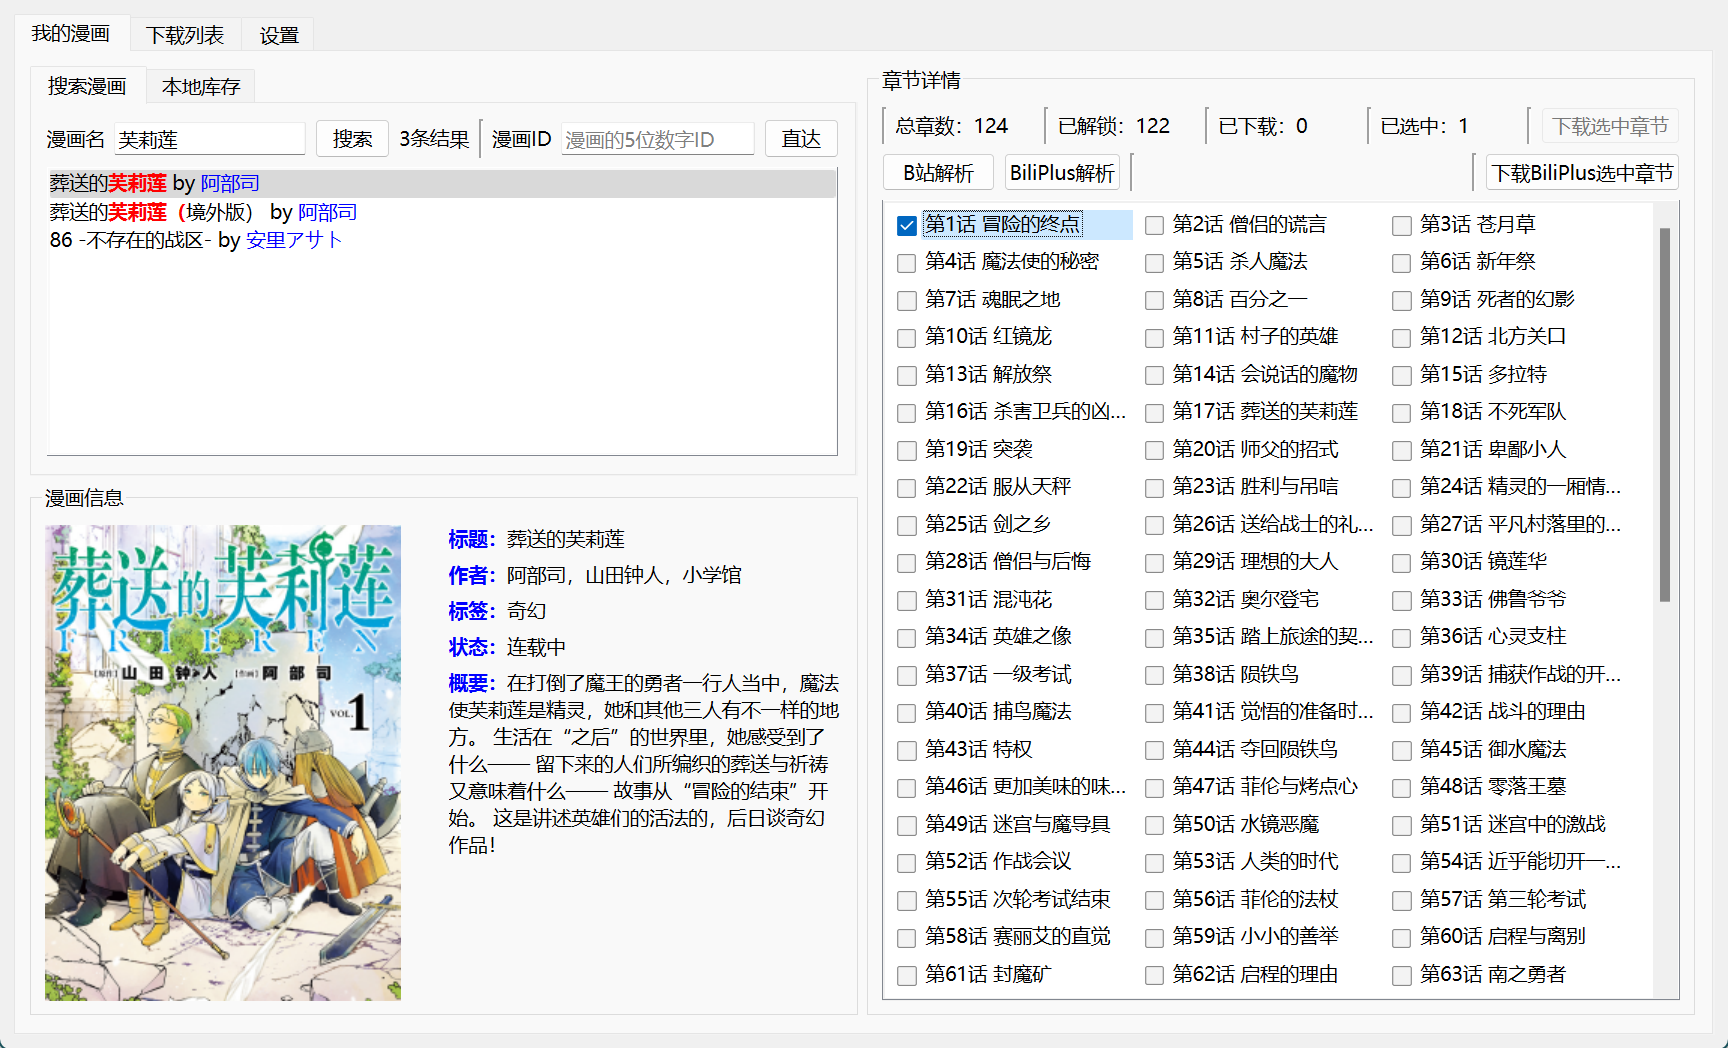 我的漫画 下载列表 设置
搜索漫画 本地库存
漫画名 芙莉莲 搜索 3条结果 漫画ID 漫画的5位数字ID 直达
葬送的芙莉莲 by 阿部司
葬送的芙莉莲（境外版） by 阿部司
86 -不存在的战区- by 安里アサト
漫画信息
葬送的芙莉莲
FRIEREN
［原作］山田钟人 ［作画］阿部司
VOL.1
标题：葬送的芙莉莲
作者：阿部司，山田钟人，小学馆
标签：奇幻
状态：连载中
概要：在打倒了魔王的勇者一行人当中，魔法
使芙莉莲是精灵，她和其他三人有不一样的地
方。 生活在“之后”的世界里，她感受到了
什么—— 留下来的人们所编织的葬送与祈祷
又意味着什么—— 故事从“冒险的结束”开
始。 这是讲述英雄们的活法的，后日谈奇幻
作品！
章节详情
总章数：124 已解锁：122 已下载：0 已选中：1 下载选中章节
B站解析 BiliPlus解析 下载BiliPlus选中章节
第1话 冒险的终点 第2话 僧侣的谎言 第3话 苍月草
第4话 魔法使的秘密 第5话 杀人魔法 第6话 新年祭
第7话 魂眠之地 第8话 百分之一 第9话 死者的幻影
第10话 红镜龙 第11话 村子的英雄 第12话 北方关口
第13话 解放祭 第14话 会说话的魔物 第15话 多拉特
第16话 杀害卫兵的凶... 第17话 葬送的芙莉莲 第18话 不死军队
第19话 突袭 第20话 师父的招式 第21话 卑鄙小人
第22话 服从天秤 第23话 胜利与吊唁 第24话 精灵的一厢情...
第25话 剑之乡 第26话 送给战士的礼... 第27话 平凡村落里的...
第28话 僧侣与后悔 第29话 理想的大人 第30话 镜莲华
第31话 混沌花 第32话 奥尔登宅 第33话 佛鲁爷爷
第34话 英雄之像 第35话 踏上旅途的契... 第36话 心灵支柱
第37话 一级考试 第38话 陨铁鸟 第39话 捕获作战的开...
第40话 捕鸟魔法 第41话 觉悟的准备时... 第42话 战斗的理由
第43话 特权 第44话 夺回陨铁鸟 第45话 御水魔法
第46话 更加美味的味... 第47话 菲伦与烤点心 第48话 零落王墓
第49话 迷宫与魔导具 第50话 水镜恶魔 第51话 迷宫中的激战
第52话 作战会议 第53话 人类的时代 第54话 近乎能切开一...
第55话 次轮考试结束 第56话 菲伦的法杖 第57话 第三轮考试
第58话 赛丽艾的直觉 第59话 小小的善举 第60话 启程与离别
第61话 封魔矿 第62话 启程的理由 第63话 南之勇者